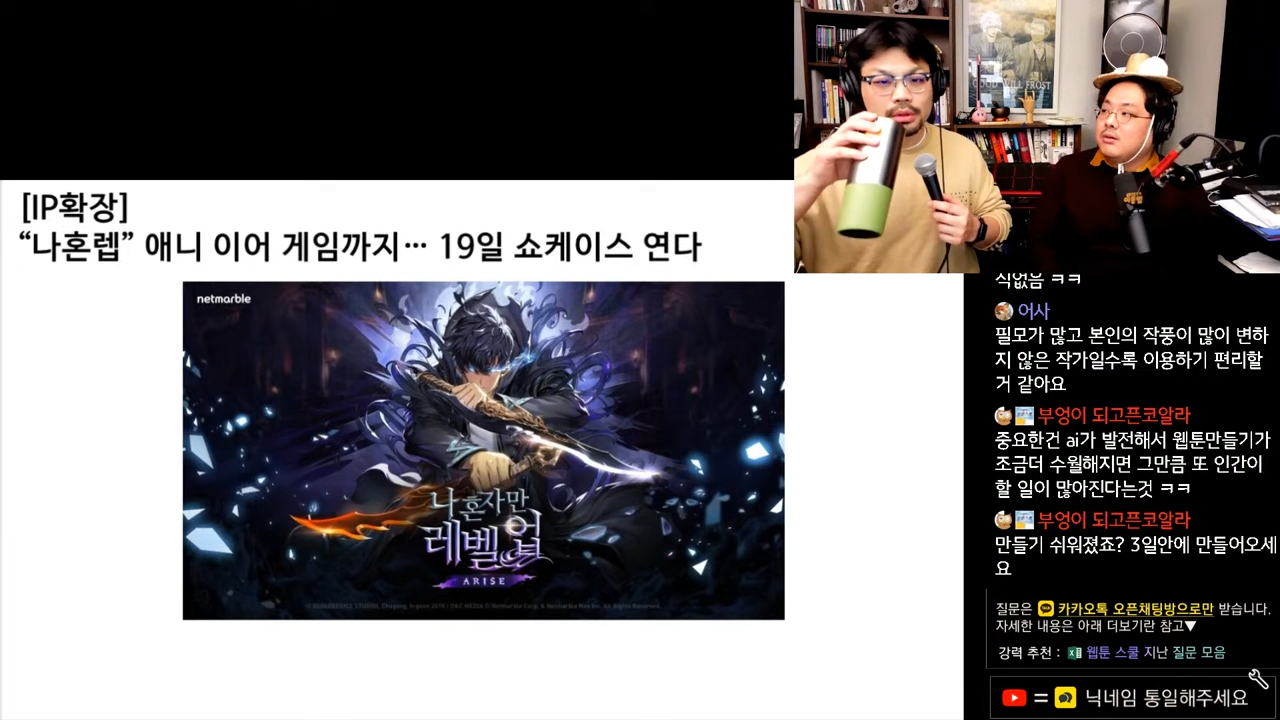 [IP확장]
“나혼렙” 애니 이어 게임까지… 19일 쇼케이스 연다
netmarble
나 혼자만
레벨업
ARISE
GOOD WILL FROST
식없음 ㅋㅋ
어사
필모가 많고 본인의 작풍이 많이 변하
지 않은 작가일수록 이용하기 편리할
거 같아요
부엉이 되고픈코알라
중요한건 ai가 발전해서 웹툰만들기가
조금더 수월해지면 그만큼 또 인간이
할 일이 많아진다는것 ㅋㅋ
부엉이 되고픈코알라
만들기 쉬워졌죠? 3일안에 만들어오세
요
질문은 카카오톡 오픈채팅방으로만 받습니다.
자세한 내용은 아래 더보기란 참고▼
강력 추천 : 웹툰 스쿨 지난 질문 모음
= 닉네임 통일해주세요